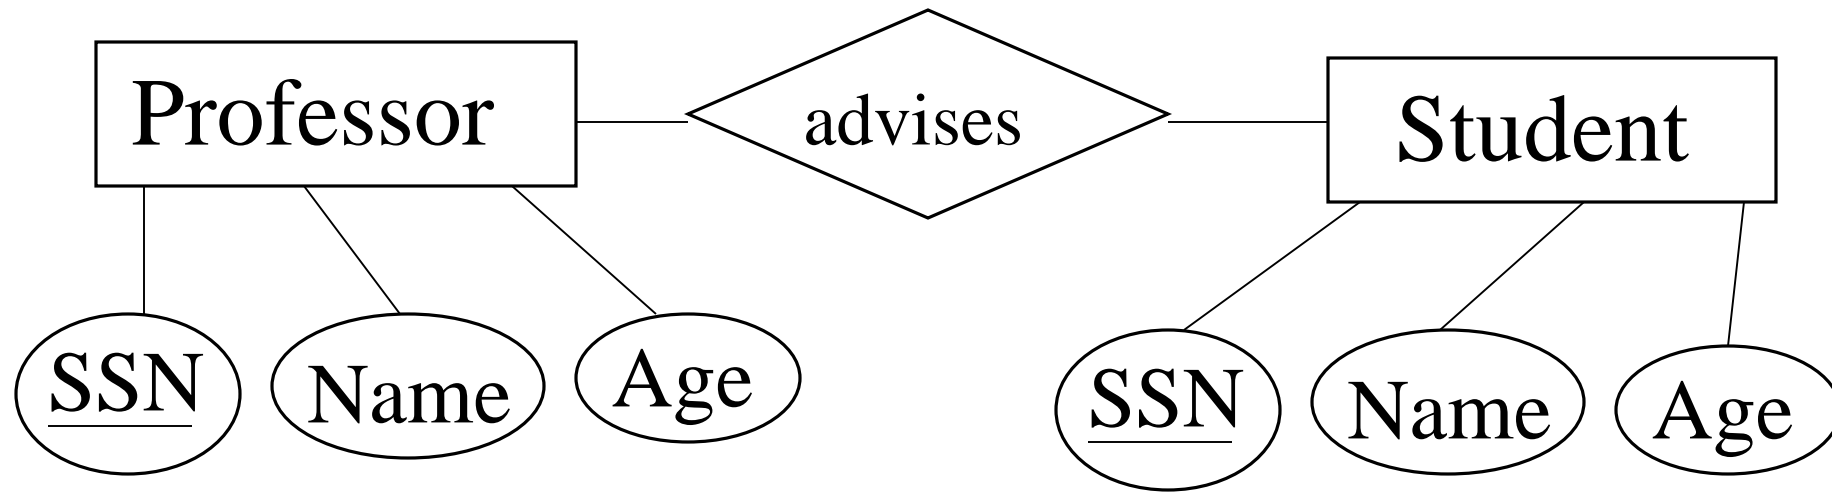 Professor
advises
Student
SSN
Name
Age
SSN
Name
Age